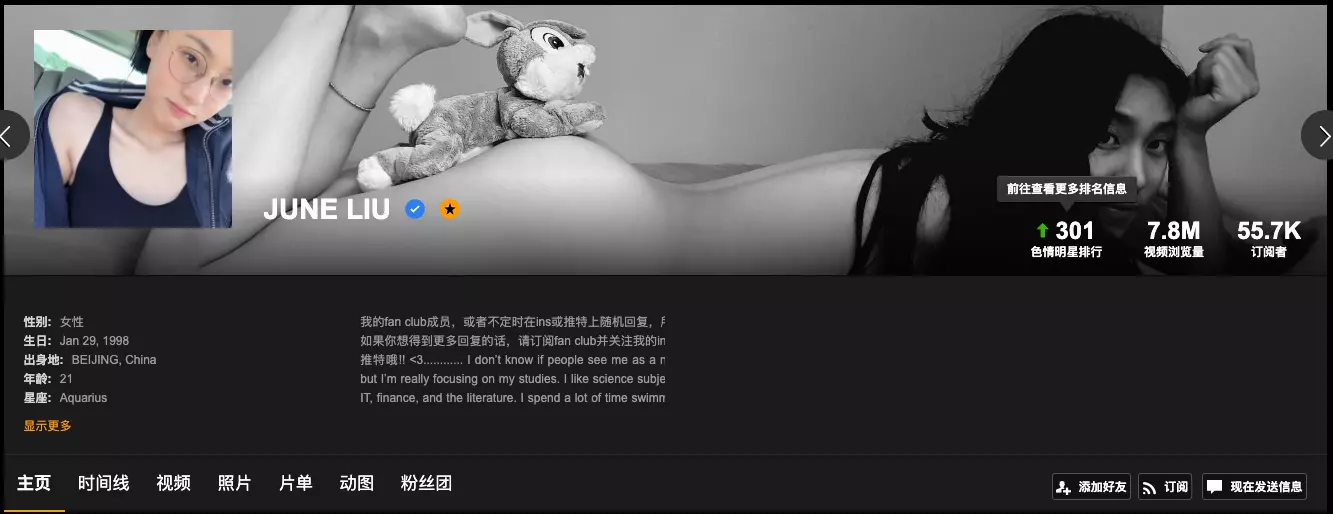 JUNE LIU
前往查看更多排名信息
301
色情明星排行
7.8M
视频浏览量
55.7K
订阅者
性别: 女性
生日: Jan 29, 1998
出身地: BEIJING, China
年龄: 21
星座: Aquarius
显示更多
我的fan club成员，或者不定时在ins或推特上随机回复，
如果你想得到更多回复的话，请订阅fan club并关注我的in
推特哦!! <3............ I don't know if people see me as a
but I'm really focusing on my studies. I like science subje
IT, finance, and the literature. I spend a lot of time swimm
主页 时间线 视频 照片 片单 动图 粉丝团
添加好友 订阅 现在发送信息